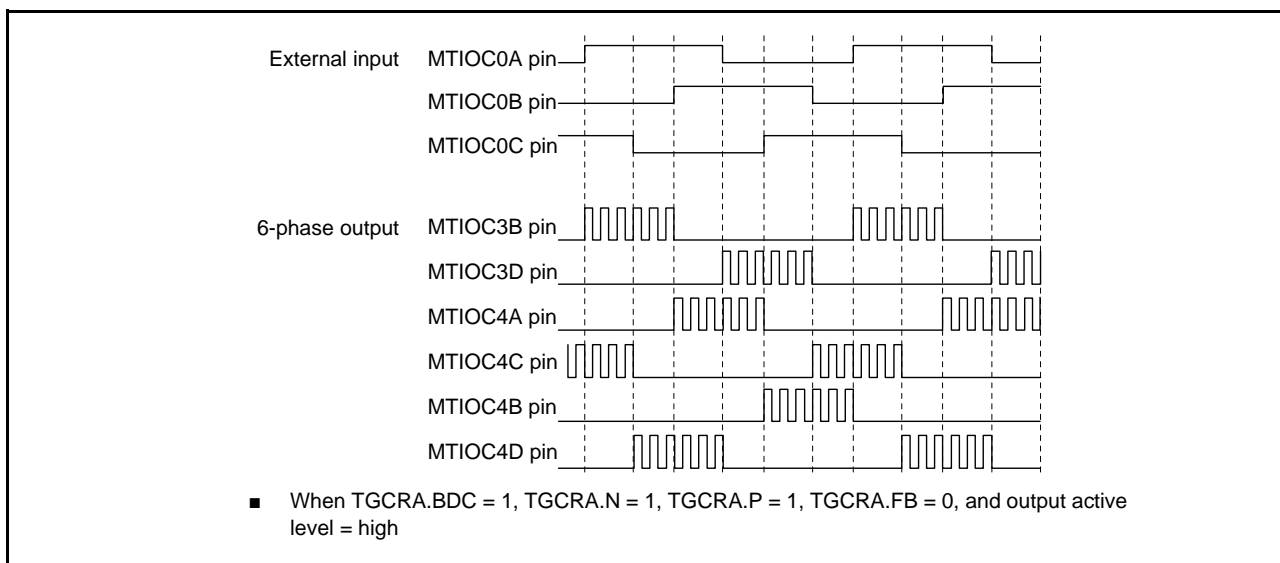 External input MTIOC0A pin
MTIOC0B pin
MTIOC0C pin
6-phase output MTIOC3B pin
MTIOC3D pin
MTIOC4A pin
MTIOC4C pin
MTIOC4B pin
MTIOC4D pin
■ When TGCRA.BDC = 1, TGCRA.N = 1, TGCRA.P = 1, TGCRA.FB = 0, and output active
level = high